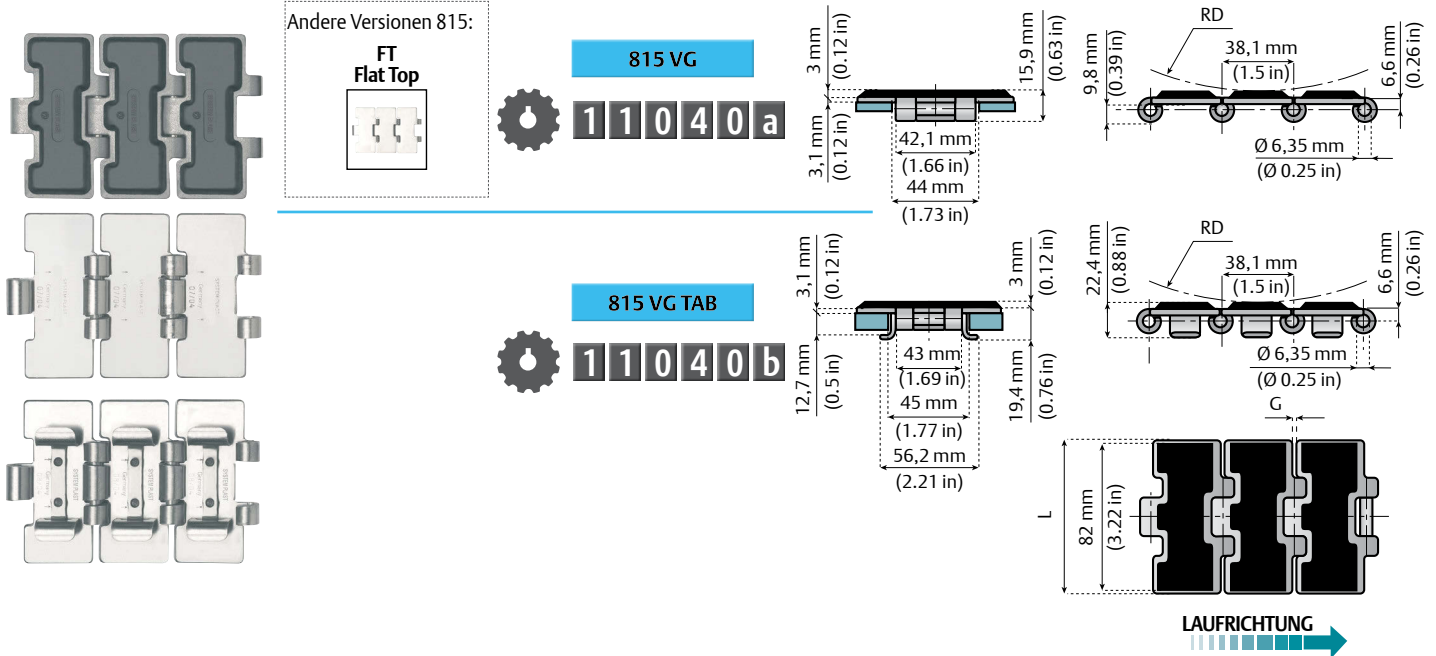 Andere Versionen 815:
FT
Flat Top
815 VG
11040a
3 mm
(0.12 in)
3,1 mm
(0.12 in)
15,9 mm
(0.63 in)
42,1 mm
(1.66 in)
44 mm
(1.73 in)
RD
38,1 mm
(1.5 in)
9,8 mm
(0.39 in)
6,6 mm
(0.26 in)
Ø 6,35 mm
(Ø 0.25 in)
815 VG TAB
11040b
3,1 mm
(0.12 in)
3 mm
(0.12 in)
12,7 mm
(0.5 in)
19,4 mm
(0.76 in)
43 mm
(1.69 in)
45 mm
(1.77 in)
56,2 mm
(2.21 in)
RD
38,1 mm
(1.5 in)
22,4 mm
(0.88 in)
6,6 mm
(0.26 in)
Ø 6,35 mm
(Ø 0.25 in)
G
L
82 mm
(3.22 in)
LAUFRICHTUNG